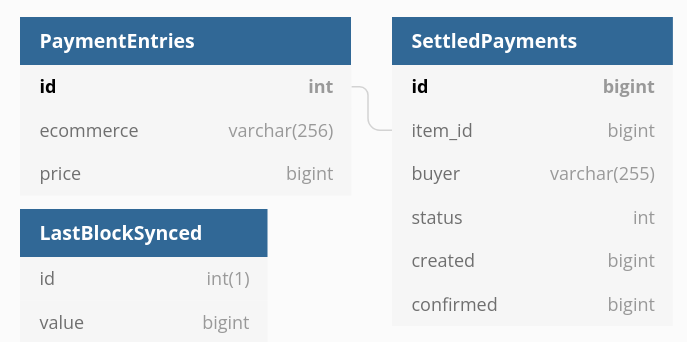 PaymentEntries
id int
ecommerce varchar(256)
price bigint
LastBlockSynced
id int(1)
value bigint
SettledPayments
id bigint
item_id bigint
buyer varchar(255)
status int
created bigint
confirmed bigint